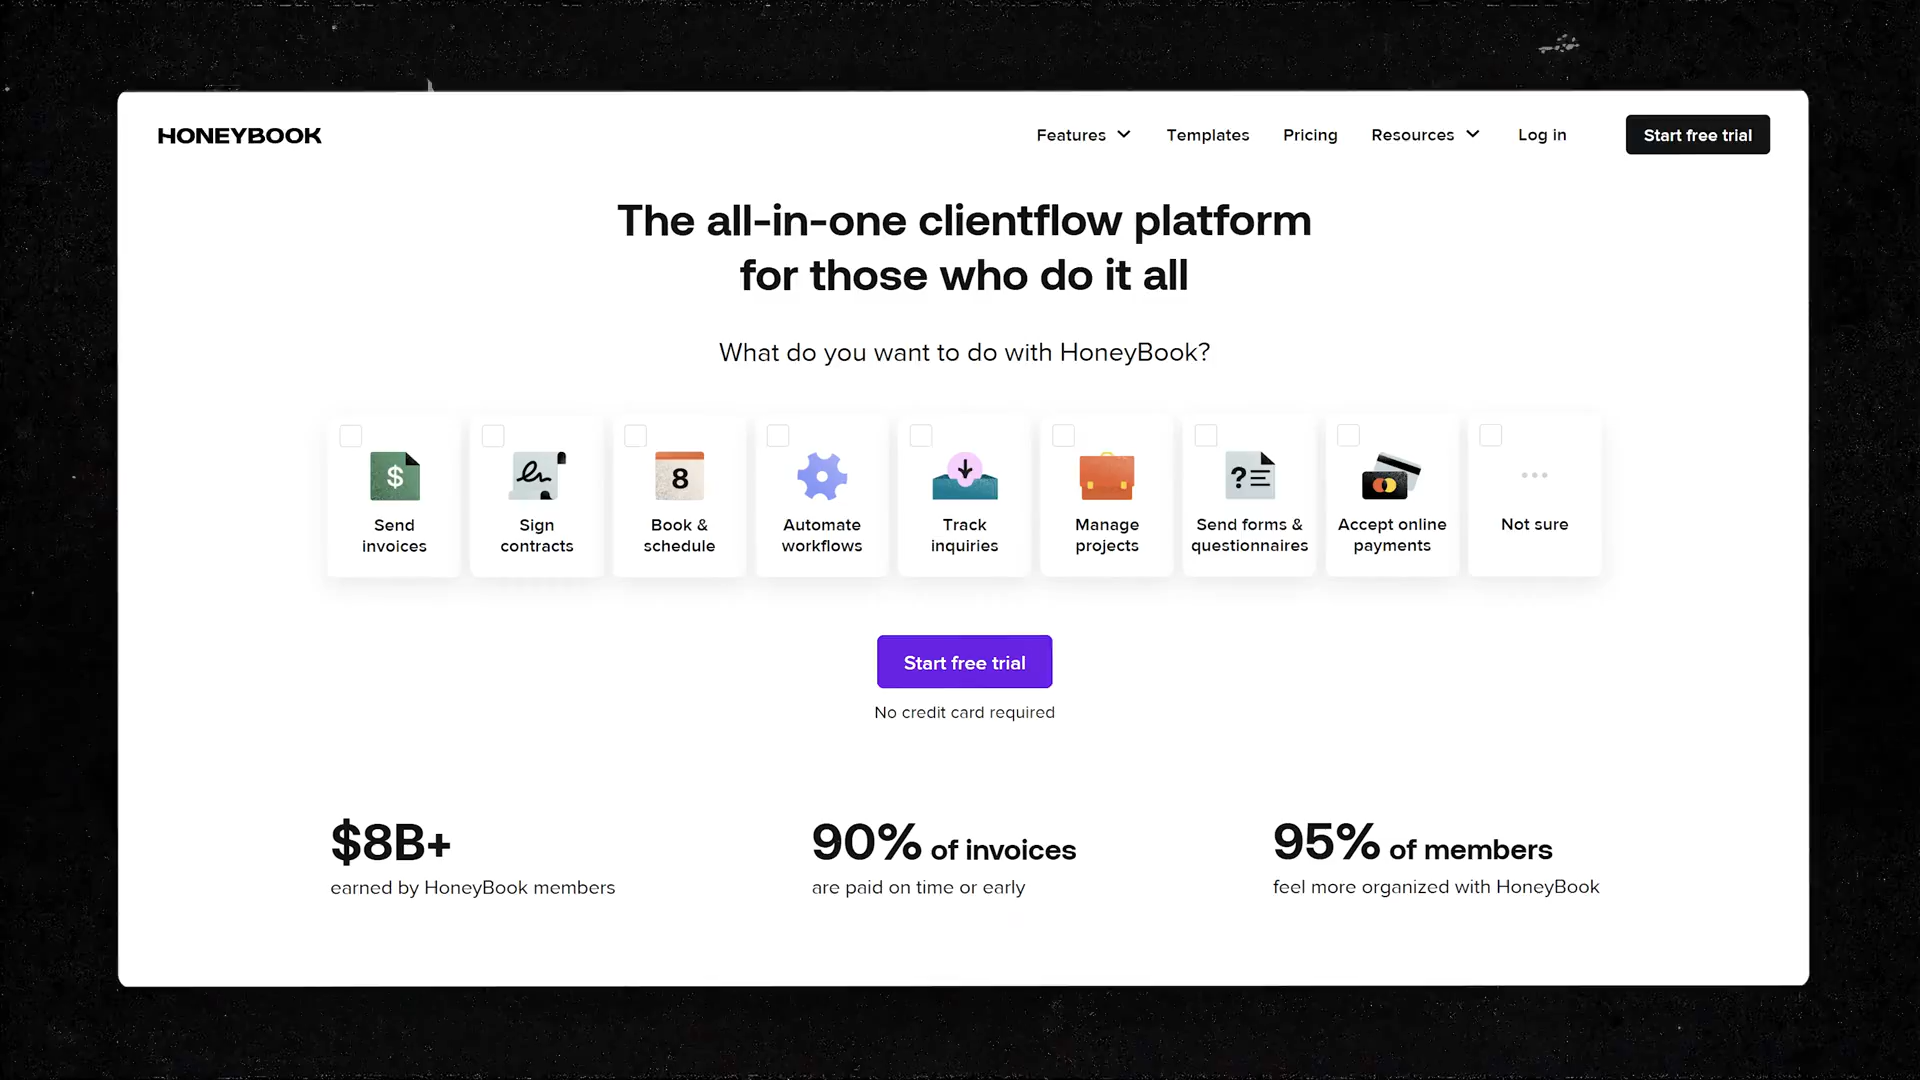 HONEYBOOK
Features
Templates
Pricing
Resources
Log in
Start free trial
The all-in-one clientflow platform
for those who do it all
What do you want to do with HoneyBook?
$
Send
invoices
Sign
contracts
8
Book &
schedule
Automate
workflows
Track
inquiries
Manage
projects
?
Send forms &
questionnaires
Accept online
payments
Not sure
Start free trial
No credit card required
$8B+
earned by HoneyBook members
90% of invoices
are paid on time or early
95% of members
feel more organized with HoneyBook